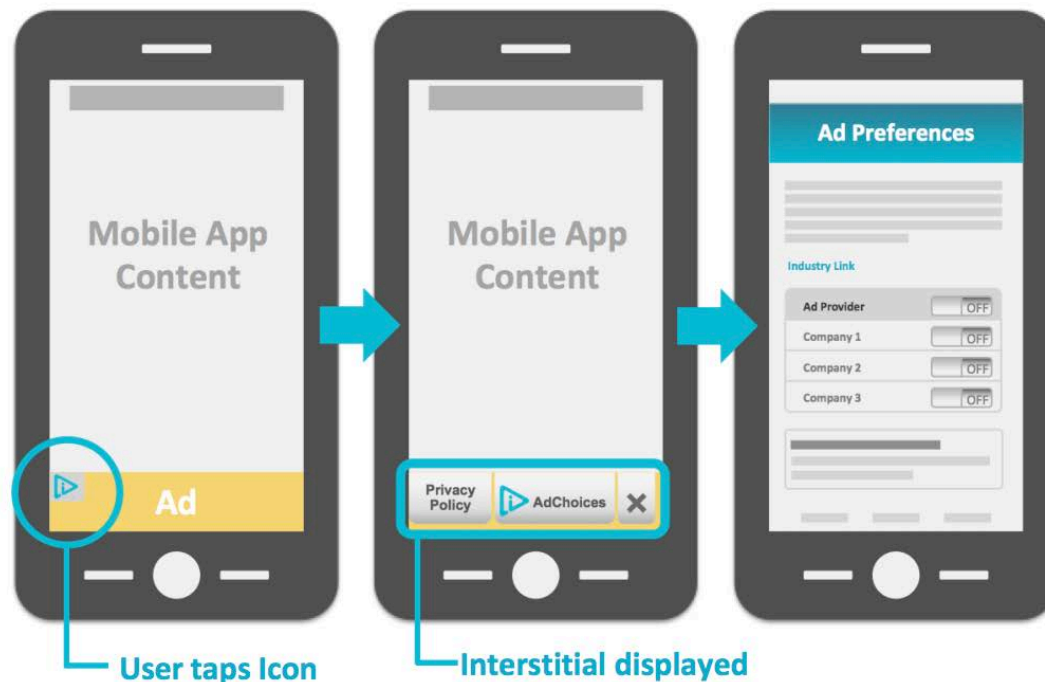 Mobile App
Content
Ad
User taps Icon
Mobile App
Content
Privacy
Policy
AdChoices
Interstitial displayed
Ad Preferences
Industry Link
Ad Provider OFF
Company 1 OFF
Company 2 OFF
Company 3 OFF